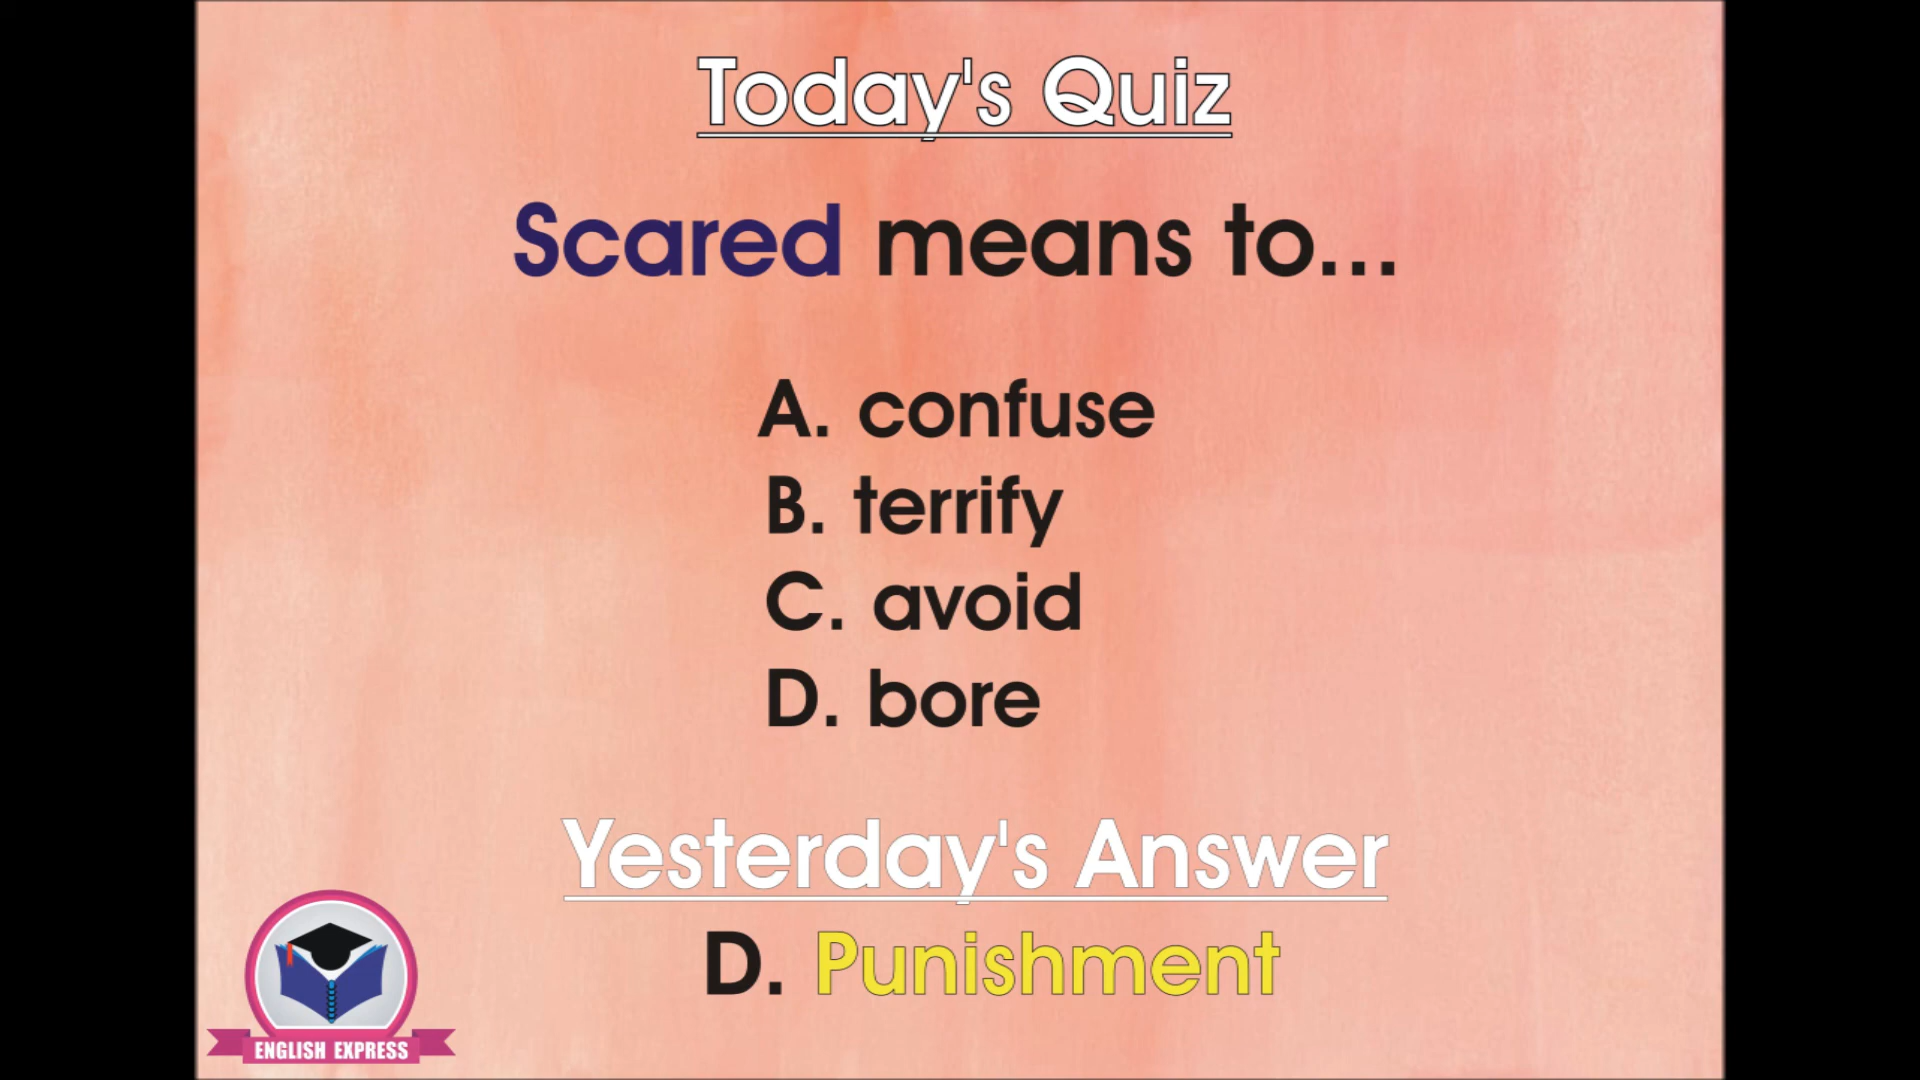 Today's Quiz
Scared means to...
A. confuse
B. terrify
C. avoid
D. bore
Yesterday's Answer
D. Punishment
ENGLISH EXPRESS